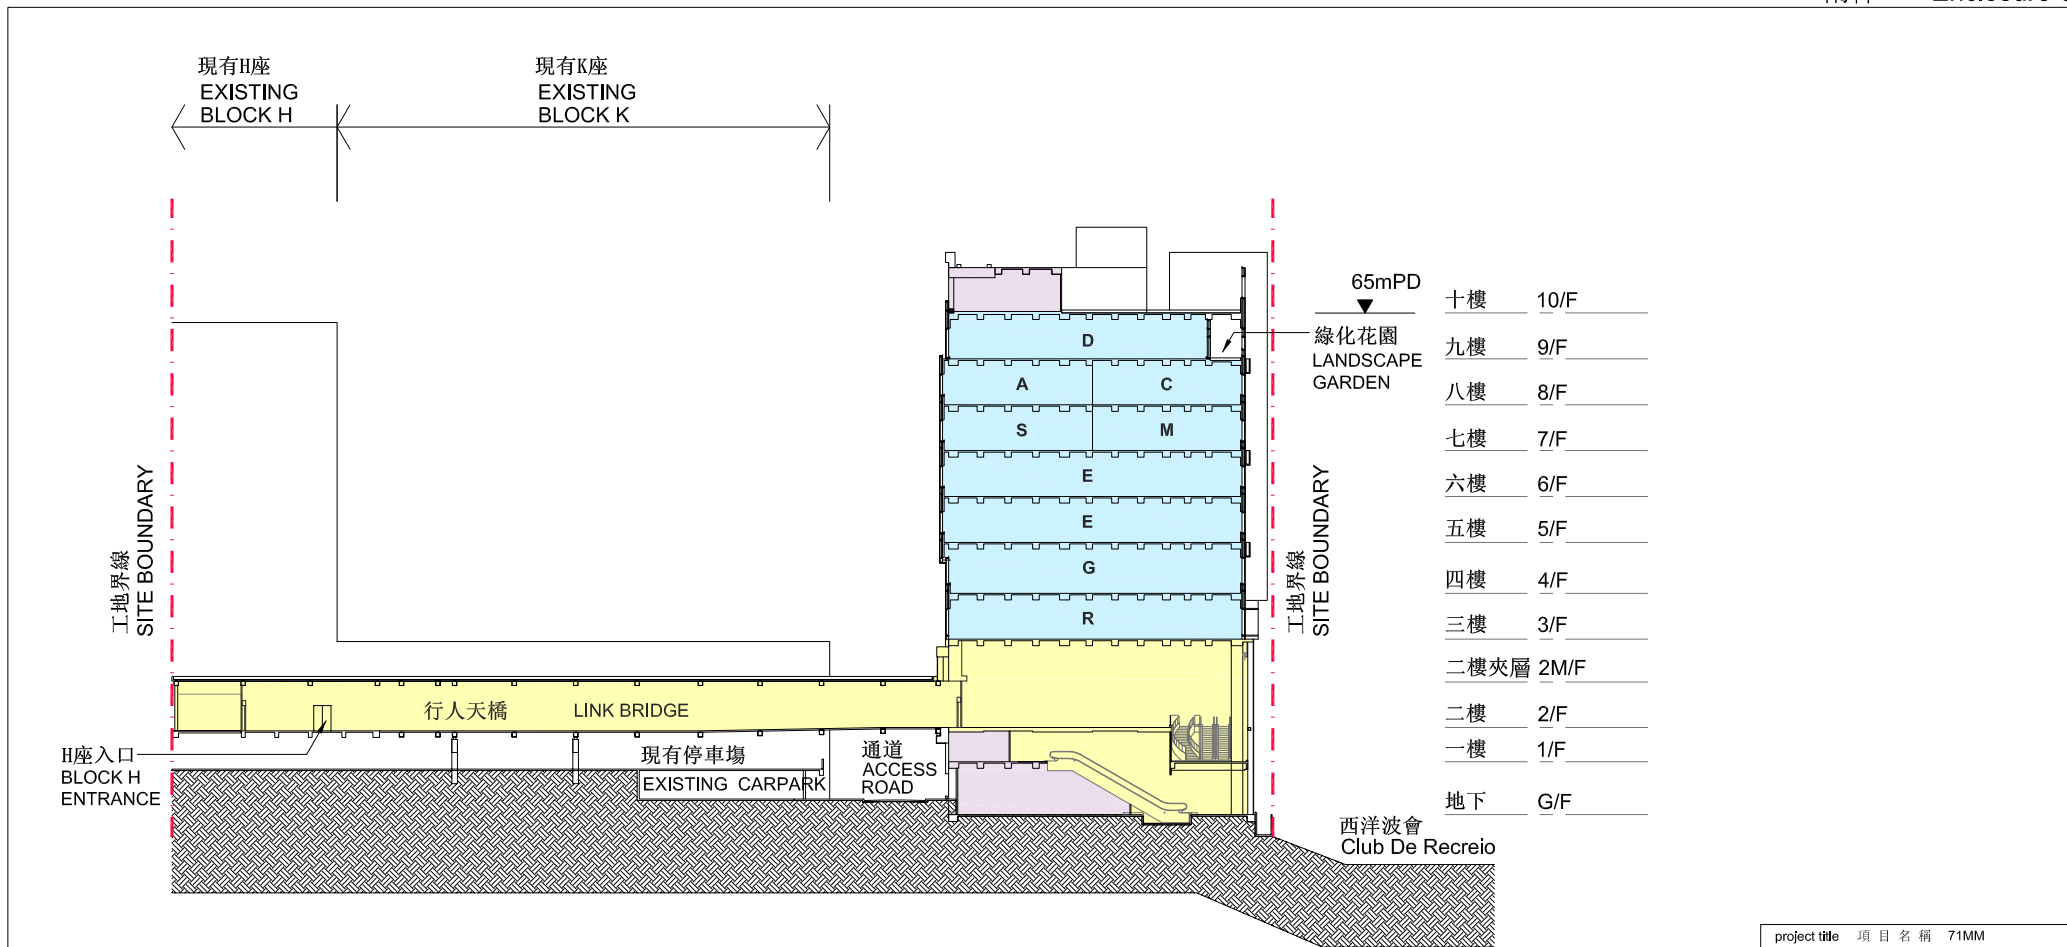 現有H座
EXISTING
BLOCK H
現有K座
EXISTING
BLOCK K
65mPD
綠化花園
LANDSCAPE
GARDEN
十樓 10/F
九樓 9/F
八樓 8/F
七樓 7/F
六樓 6/F
五樓 5/F
四樓 4/F
三樓 3/F
二樓夾層 2M/F
二樓 2/F
一樓 1/F
地下 G/F
D
A C
S M
E
E
G
R
工地界線
SITE BOUNDARY
工地界線
SITE BOUNDARY
行人天橋 LINK BRIDGE
H座入口
BLOCK H
ENTRANCE
現有停車場
EXISTING CARPARK
通道
ACCESS
ROAD
西洋波會
Club De Recreio
project title 項目名稱 71MM